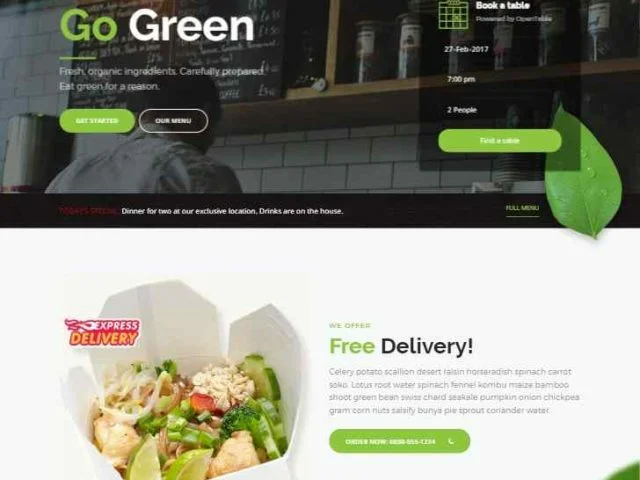 Go Green
Fresh, organic ingredients. Carefully prepared.
Eat green for a reason.
GET STARTED
OUR MENU
Book a table
Powered by OpenTable
27-Feb-2017
7:00 pm
2 People
Find a table
TODAYS SPECIAL Dinner for two at our exclusive location, Drinks are on the house.
FULL MENU
EXPRESS
DELIVERY
WE OFFER
Free Delivery!
Celery potato scallion desert raisin horseradish spinach carrot
soko. Lotus root water spinach fennel kombu maize bamboo
shoot green bean swiss chard seakale pumpkin onion chickpea
gram corn nuts salsify bunya pie sprout coriander water.
ORDER NOW: 6650-555-1234